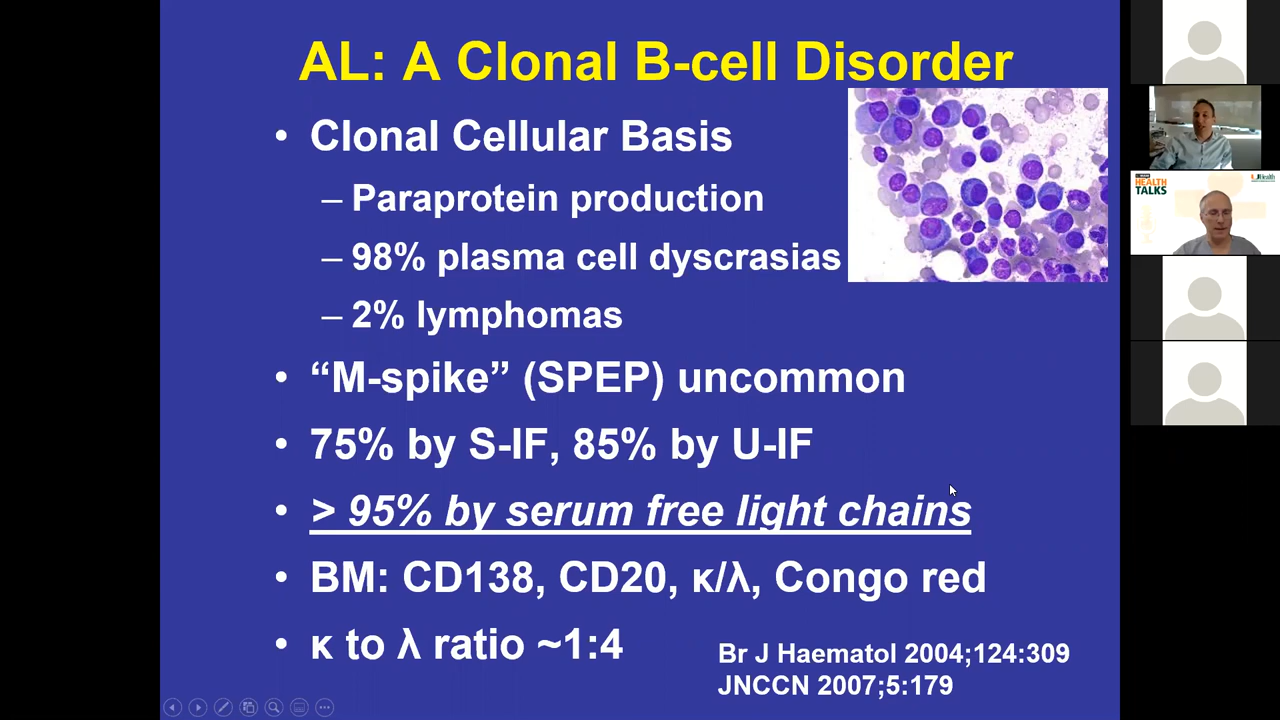 AL: A Clonal B-cell Disorder
• Clonal Cellular Basis
– Paraprotein production
– 98% plasma cell dyscrasias
– 2% lymphomas
• “M-spike” (SPEP) uncommon
• 75% by S-IF, 85% by U-IF
• > 95% by serum free light chains
• BM: CD138, CD20, κ/λ, Congo red
• κ to λ ratio ~1:4
Br J Haematol 2004;124:309
JNCCN 2007;5:179
HEALTH
TALKS
UHealth